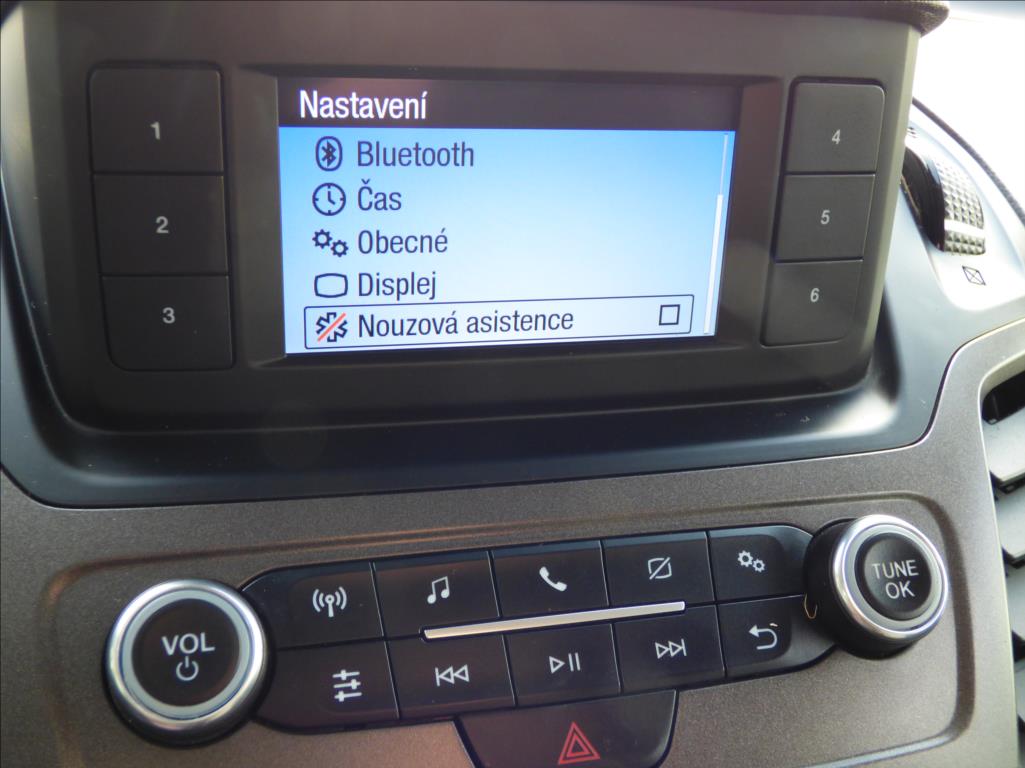 Nastavení
Bluetooth
Čas
Obecné
Displej
Nouzová asistence
1
2
3
4
5
6
VOL
TUNE
OK